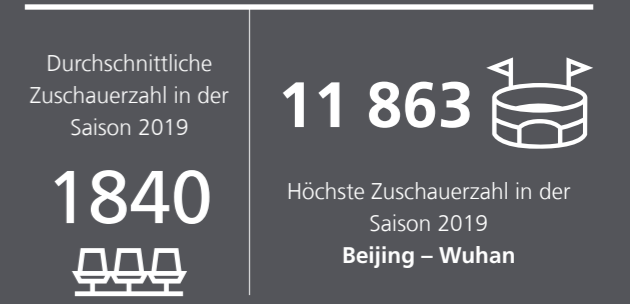 Durchschnittliche
Zuschauerzahl in der
Saison 2019
1840
11 863
Höchste Zuschauerzahl in der
Saison 2019
Beijing – Wuhan